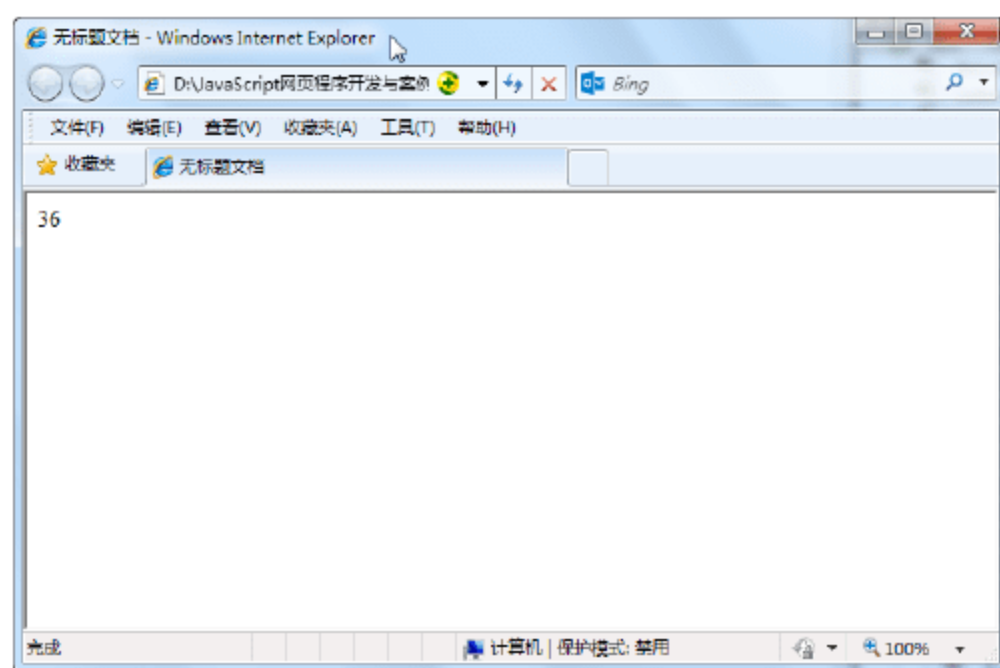 无标题文档 - Windows Internet Explorer
D:\JavaScript网页程序开发与案例 Bing
文件(F) 编辑(E) 查看(V) 收藏夹(A) 工具(T) 帮助(H)
收藏夹 无标题文档
36
完成 计算机 | 保护模式: 禁用 100%